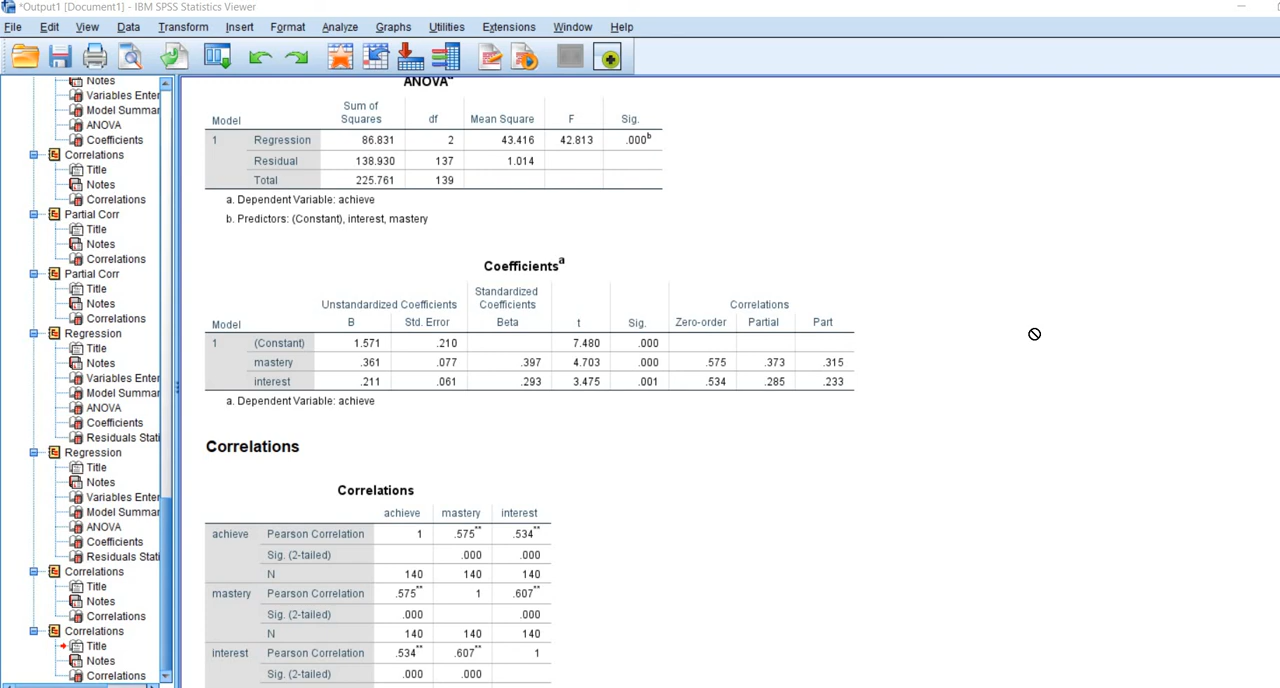 *Output1 [Document1] - IBM SPSS Statistics Viewer
File Edit View Data Transform Insert Format Analyze Graphs Utilities Extensions Window Help
Notes
Variables Enter
Model Summar
ANOVA
Coefficients
Correlations
Title
Notes
Correlations
Partial Corr
Title
Notes
Correlations
Partial Corr
Title
Notes
Correlations
Regression
Title
Notes
Variables Enter
Model Summar
ANOVA
Coefficients
Residuals Stati
Regression
Title
Notes
Variables Enter
Model Summar
ANOVA
Coefficients
Residuals Stati
Correlations
Title
Notes
Correlations
Correlations
Title
Notes
Correlations
ANOVAa
Sum of
Model Squares df Mean Square F Sig.
1 Regression 86.831 2 43.416 42.813 .000b
Residual 138.930 137 1.014
Total 225.761 139
a. Dependent Variable: achieve
b. Predictors: (Constant), interest, mastery
Coefficientsa
Standardized
Unstandardized Coefficients Coefficients Correlations
Model B Std. Error Beta t Sig. Zero-order Partial Part
1 (Constant) 1.571 .210 7.480 .000
mastery .361 .077 .397 4.703 .000 .575 .373 .315
interest .211 .061 .293 3.475 .001 .534 .285 .233
a. Dependent Variable: achieve
Correlations
Correlations
achieve mastery interest
achieve Pearson Correlation 1 .575** .534**
Sig. (2-tailed) .000 .000
N 140 140 140
mastery Pearson Correlation .575** 1 .607**
Sig. (2-tailed) .000 .000
N 140 140 140
interest Pearson Correlation .534** .607** 1
Sig. (2-tailed) .000 .000